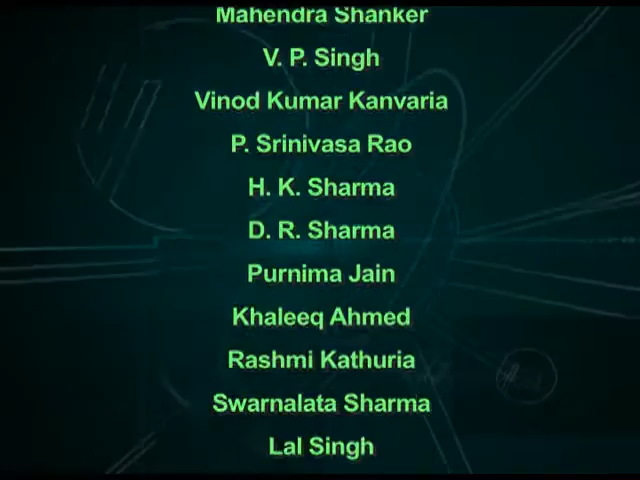 Mahendra Shanker
V. P. Singh
Vinod Kumar Kanvaria
P. Srinivasa Rao
H. K. Sharma
D. R. Sharma
Purnima Jain
Khaleeq Ahmed
Rashmi Kathuria
Swarnalata Sharma
Lal Singh